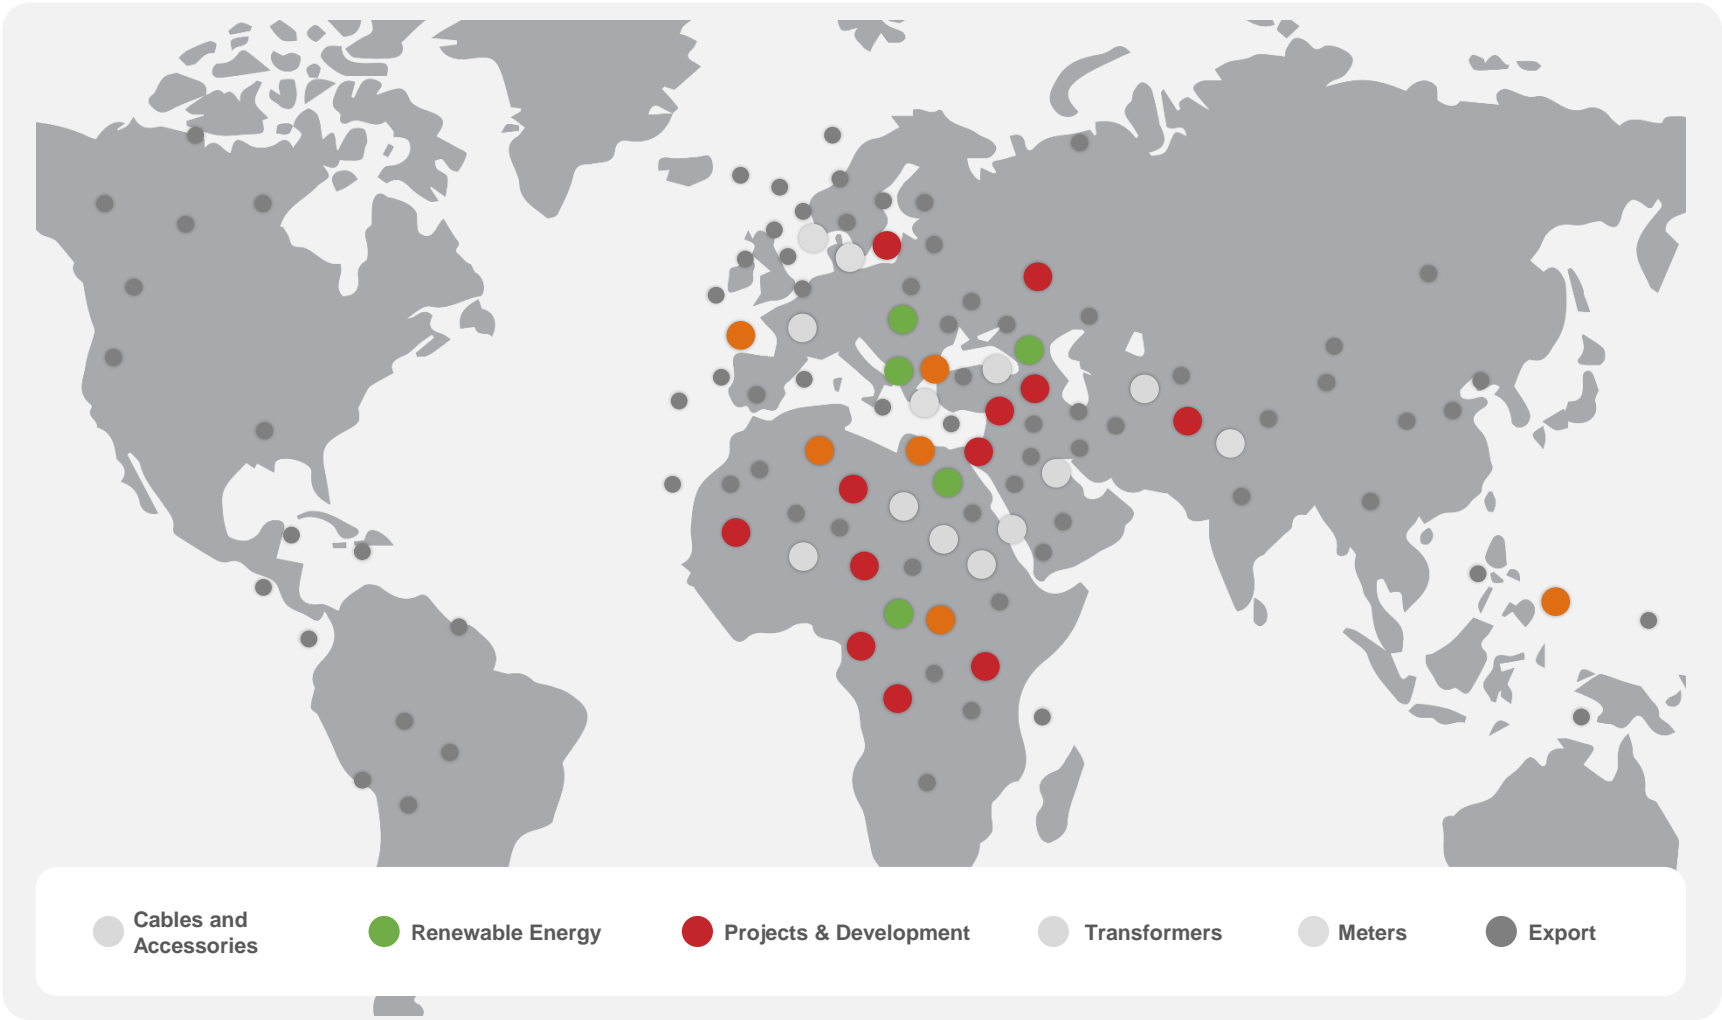 Cables and
Accessories
Renewable Energy
Projects & Development
Transformers
Meters
Export